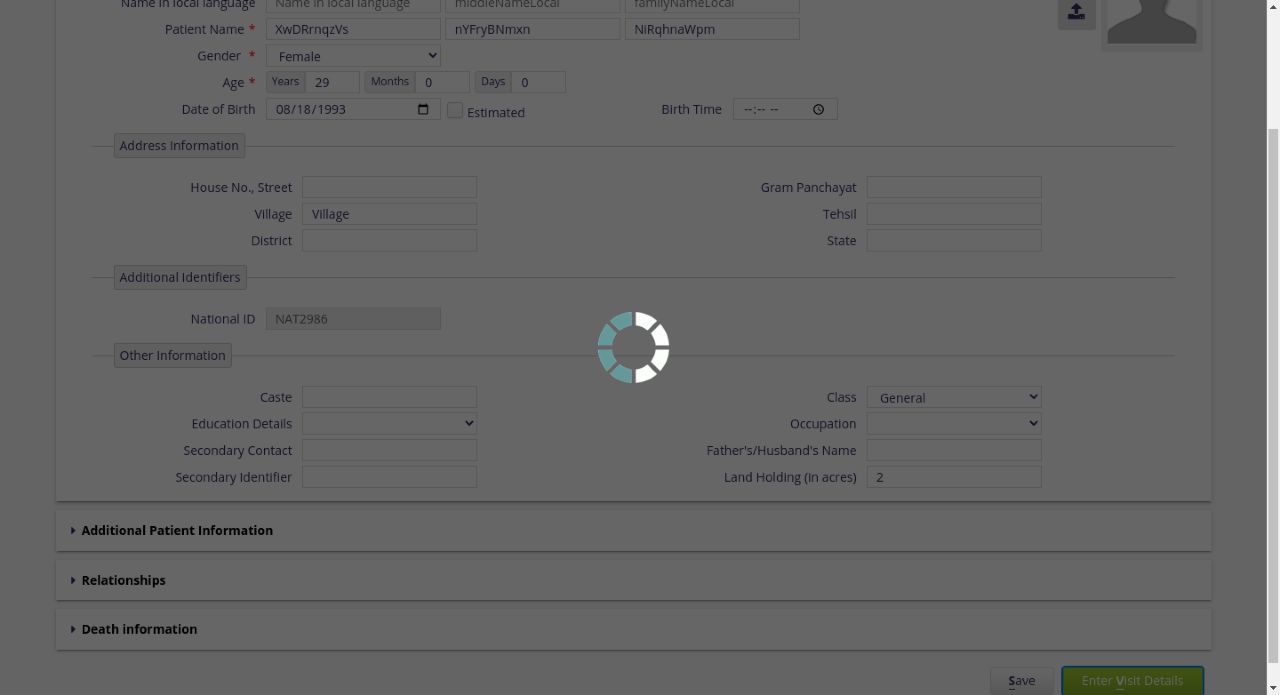 Name in local language Name in local language middleNameLocal familyNameLocal
Patient Name * XwDRrnqzVs nYFryBNmxn NiRqhnaWpm
Gender * Female
Age * Years 29 Months 0 Days 0
Date of Birth 08/18/1993 Estimated Birth Time --:-- --
Address Information
House No., Street Gram Panchayat
Village Village Tehsil
District State
Additional Identifiers
National ID NAT2986
Other Information
Caste Class General
Education Details Occupation
Secondary Contact Father's/Husband's Name
Secondary Identifier Land Holding (in acres) 2
Additional Patient Information
Relationships
Death information
Save Enter Visit Details